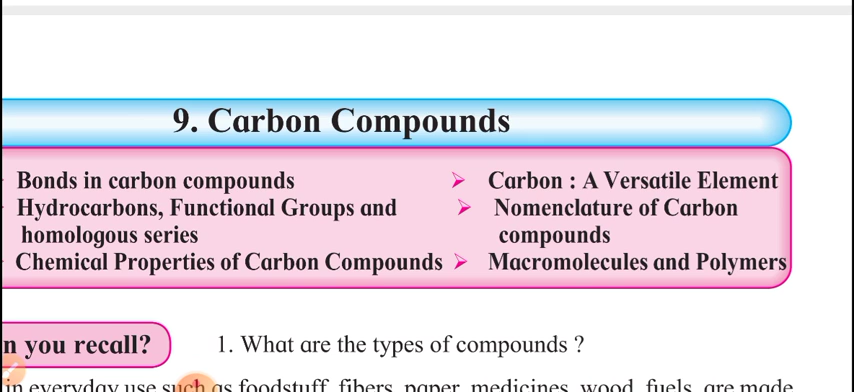 9. Carbon Compounds
Bonds in carbon compounds
Carbon : A Versatile Element
Hydrocarbons, Functional Groups and
homologous series
Nomenclature of Carbon
compounds
Chemical Properties of Carbon Compounds
Macromolecules and Polymers
n you recall?
1. What are the types of compounds ?
in everyday use such as foodstuff, fibers, paper, medicines, wood, fuels, are made